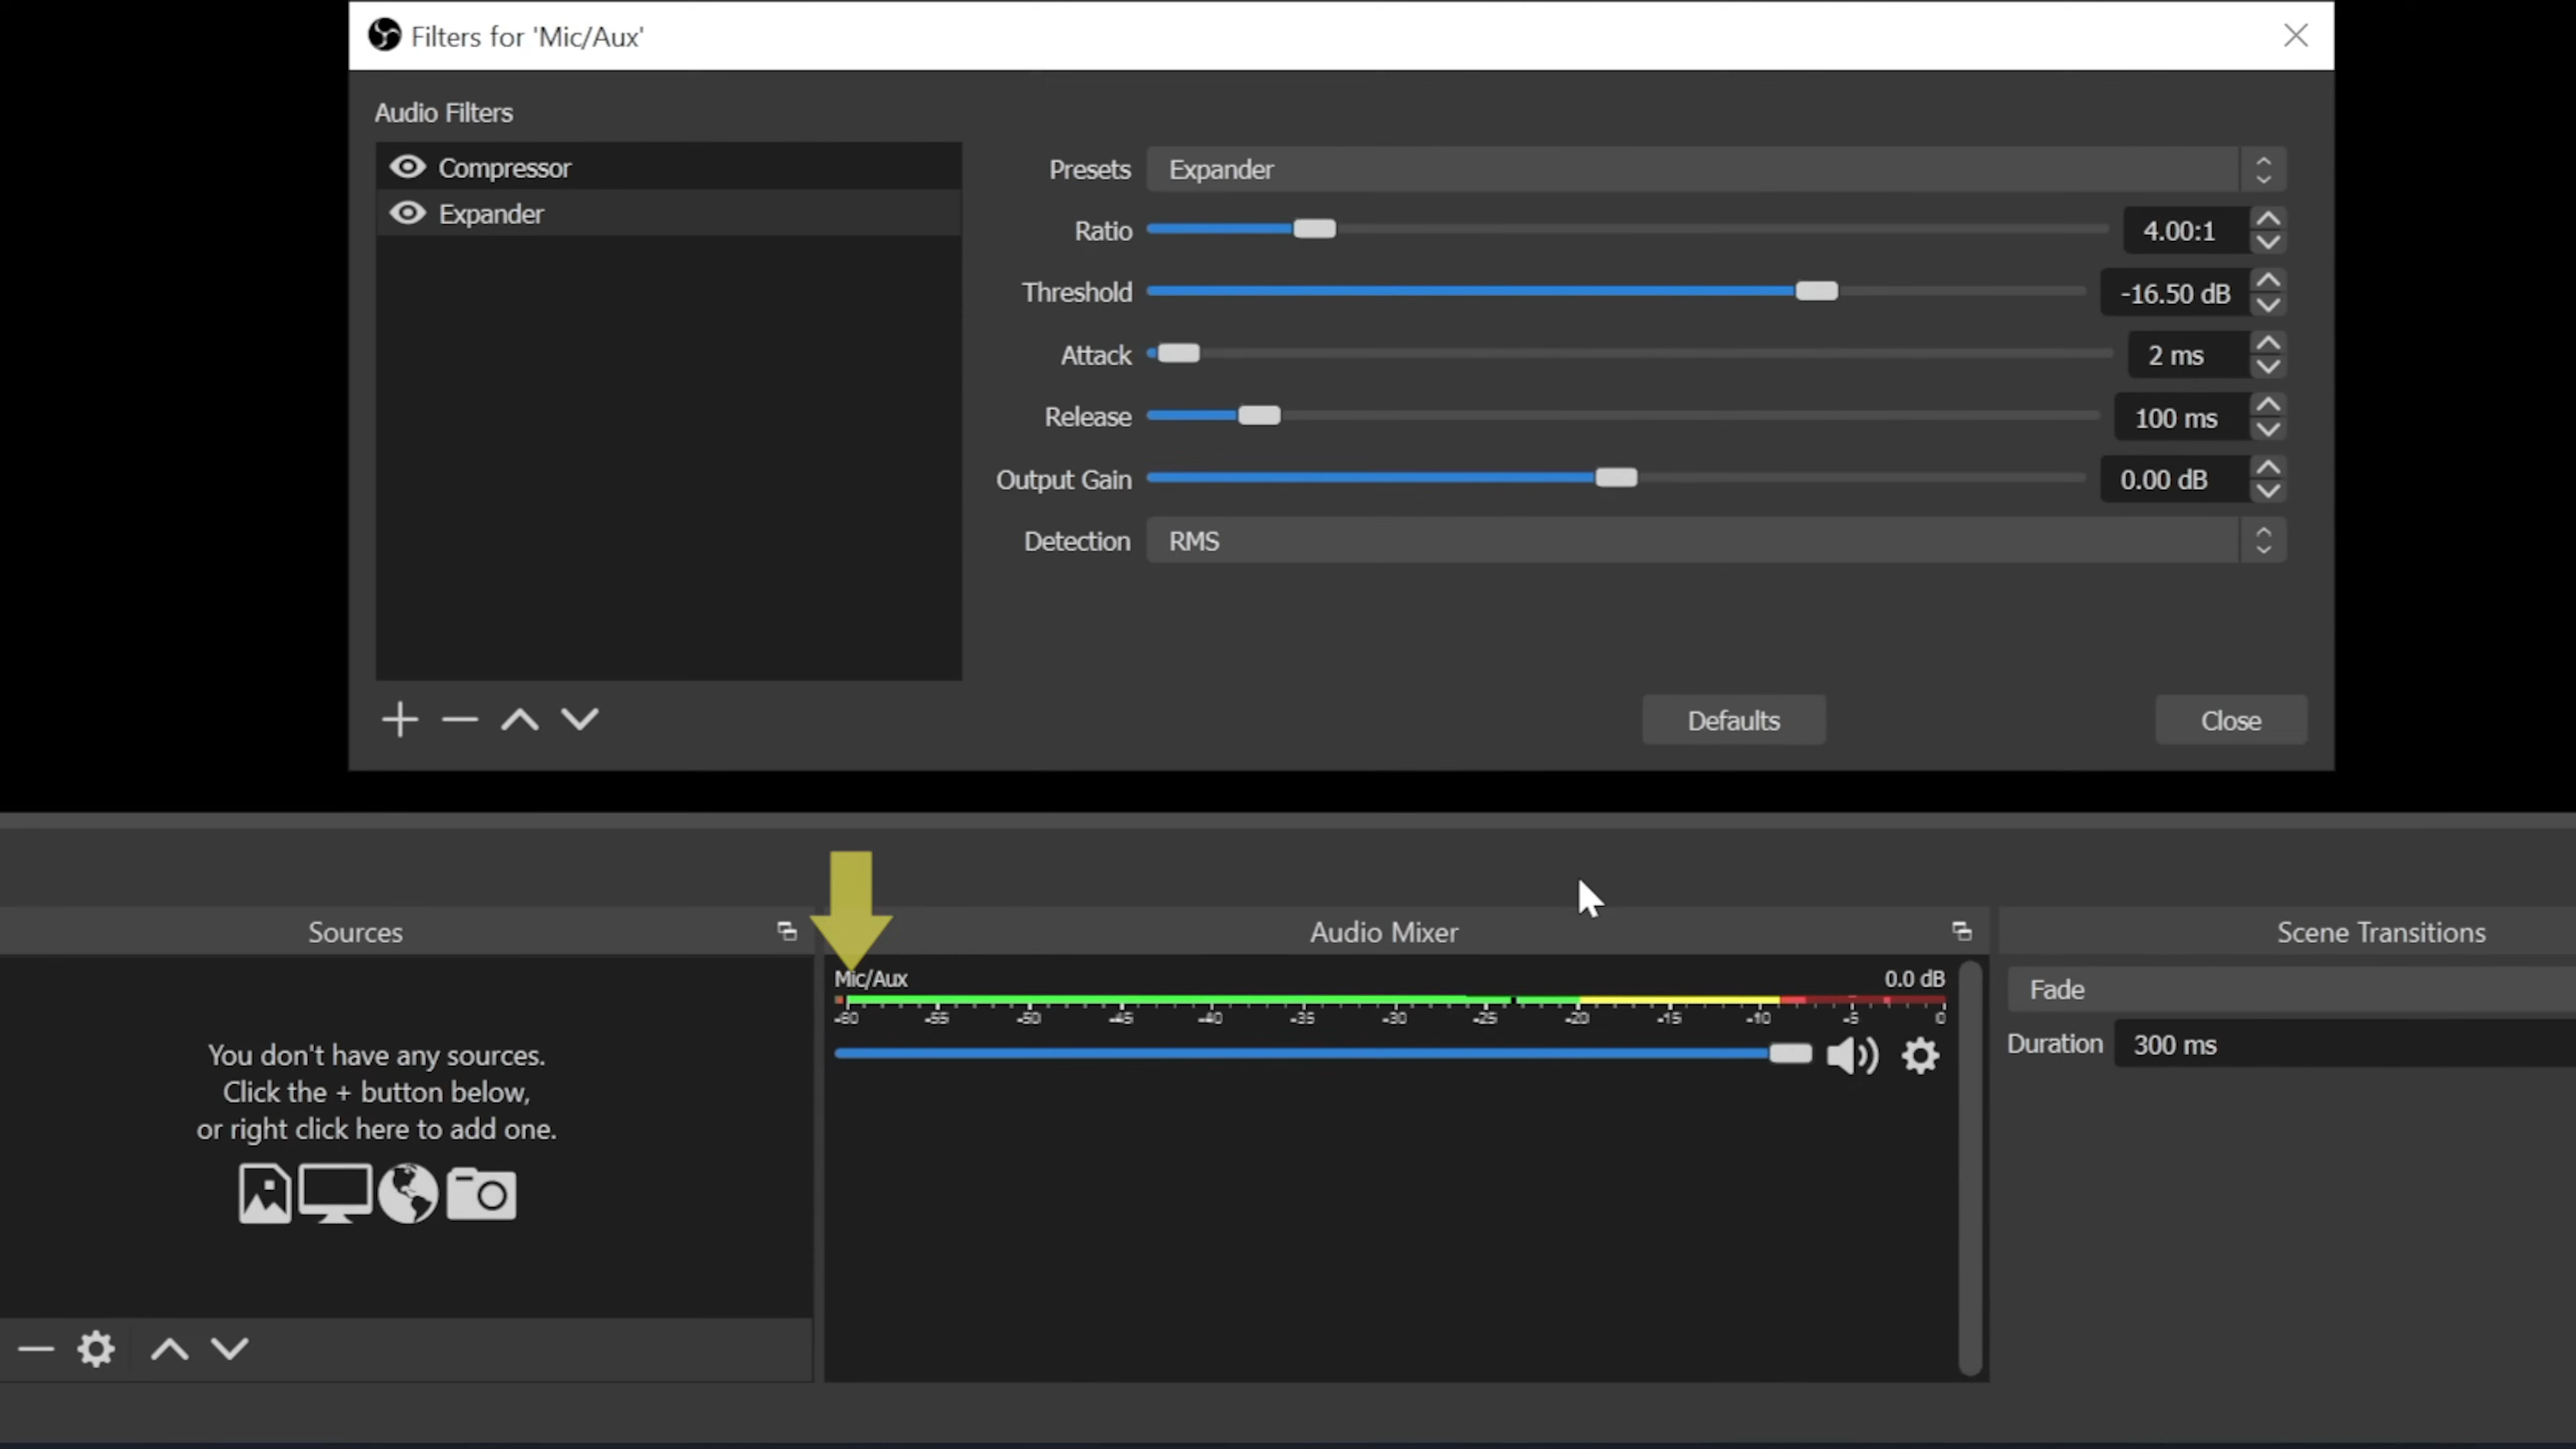 Filters for 'Mic/Aux'
Audio Filters
Compressor
Expander
Presets Expander
Ratio 4.00:1
Threshold -16.50 dB
Attack 2 ms
Release 100 ms
Output Gain 0.00 dB
Detection RMS
Defaults
Close
Sources
Audio Mixer
Scene Transitions
Mic/Aux 0.0 dB
-60 -55 -50 -45 -40 -35 -30 -25 -20 -15 -10 -5 0
You don't have any sources.
Click the + button below,
or right click here to add one.
Fade
Duration 300 ms